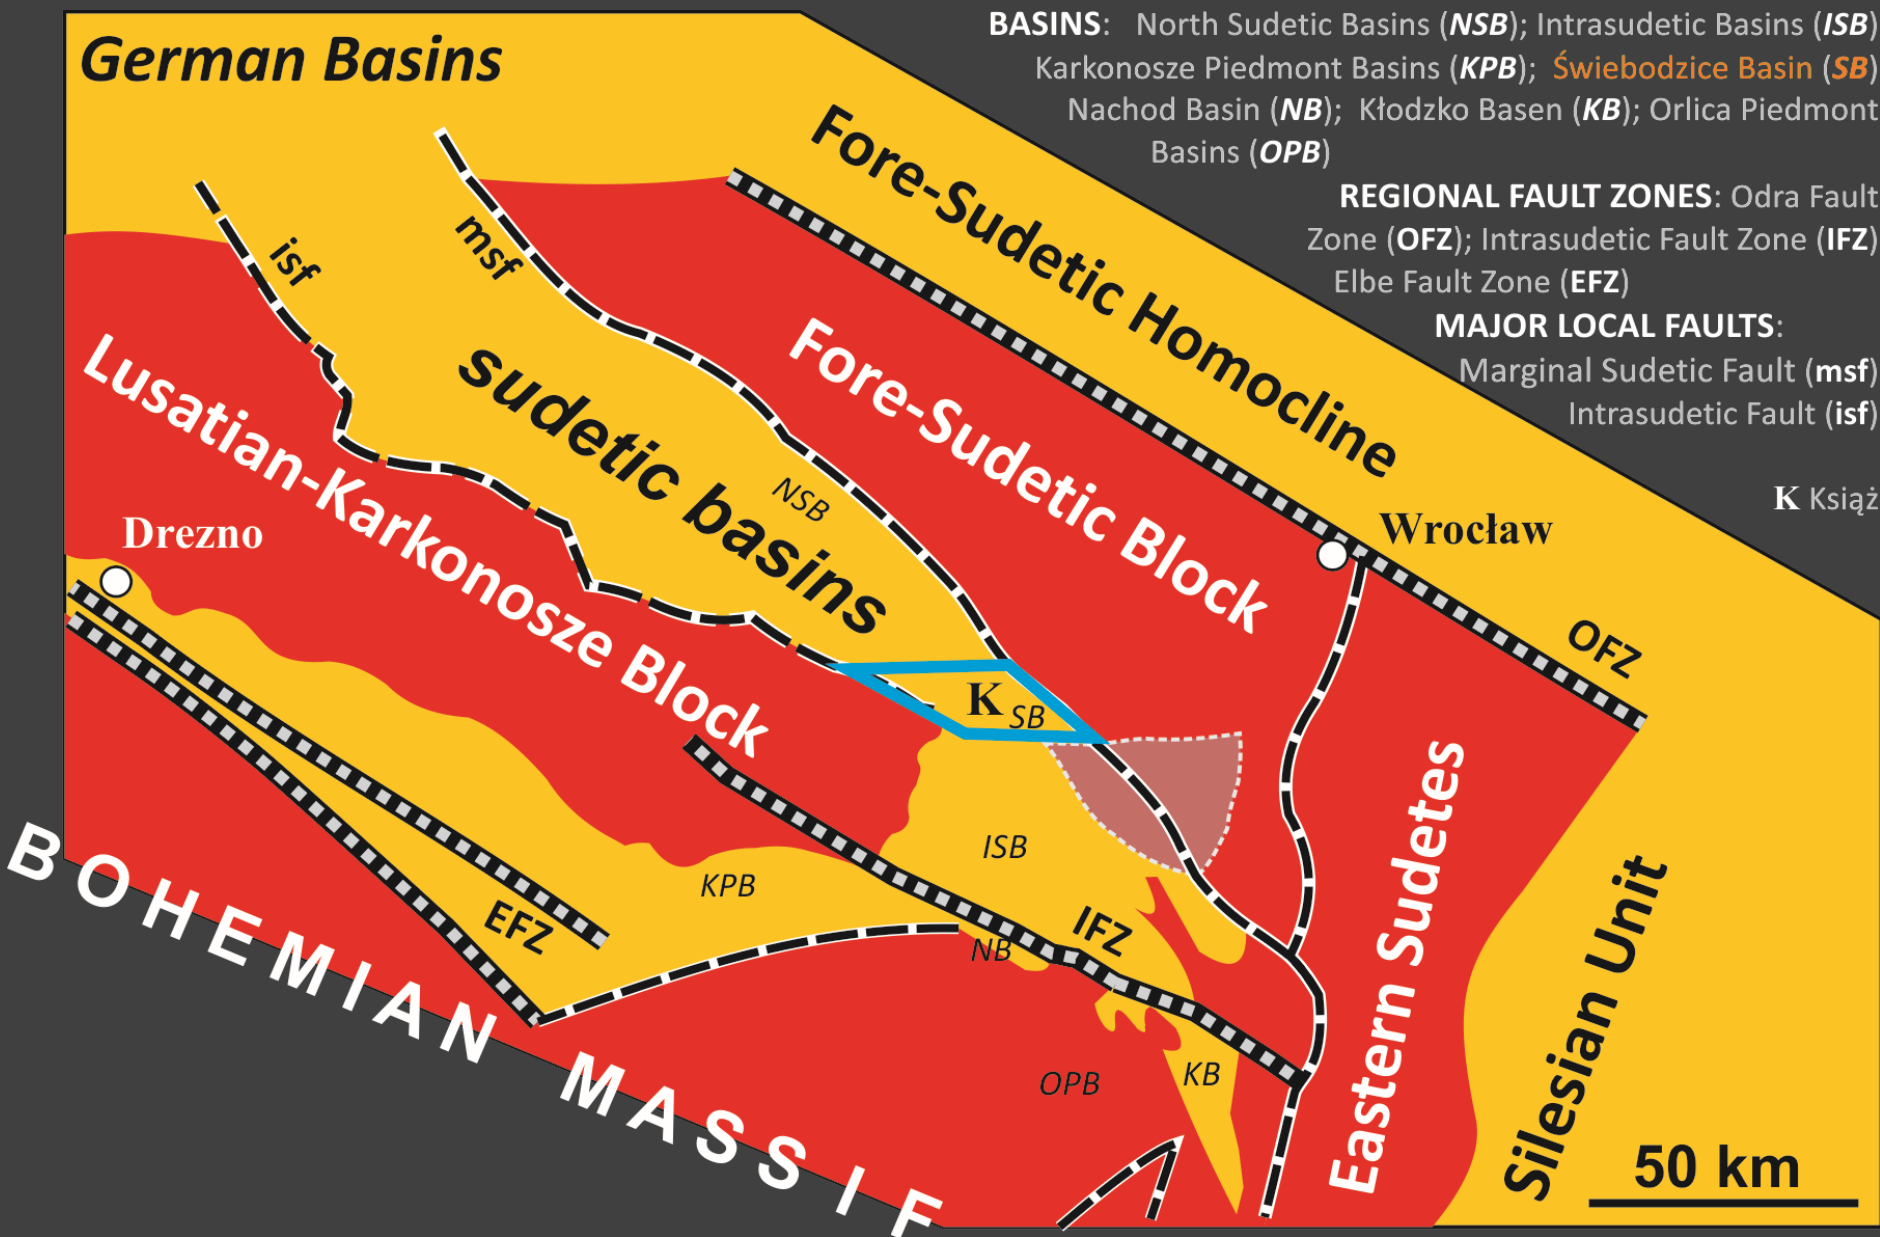 German Basins
BASINS: North Sudetic Basins (NSB); Intrasudetic Basins (ISB)
Karkonosze Piedmont Basins (KPB); Świebodzice Basin (SB)
Nachod Basin (NB); Kłodzko Basen (KB); Orlica Piedmont
Basins (OPB)
REGIONAL FAULT ZONES: Odra Fault
Zone (OFZ); Intrasudetic Fault Zone (IFZ)
Elbe Fault Zone (EFZ)
MAJOR LOCAL FAULTS:
Marginal Sudetic Fault (msf)
Intrasudetic Fault (isf)
K Książ
Fore-Sudetic Homocline
isf
msf
Fore-Sudetic Block
sudetic basins
Lusatian-Karkonosze Block
NSB
Drezno
Wrocław
OFZ
K
SB
ISB
KPB
EFZ
IFZ
NB
OPB
KB
Eastern Sudetes
Silesian Unit
BOHEMIAN MASSIF
50 km